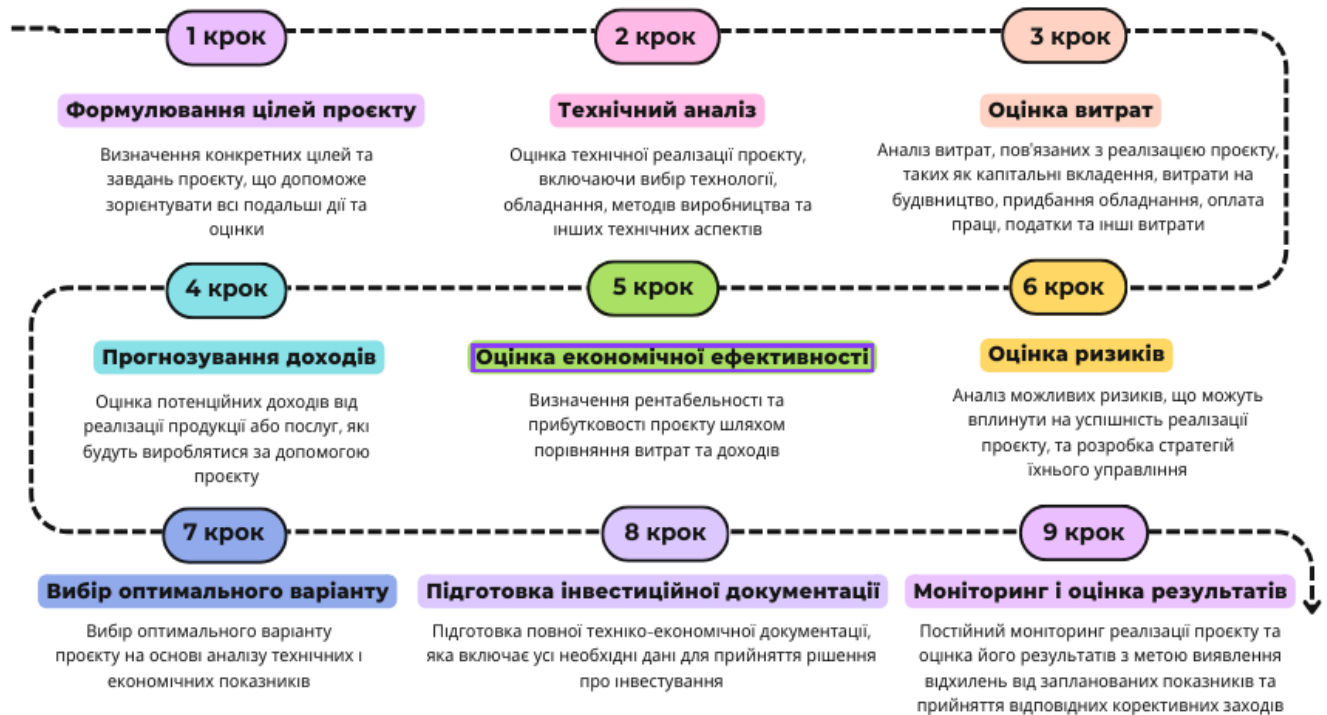 1 крок
Формулювання цілей проєкту
Визначення конкретних цілей та
завдань проєкту, що допоможе
зорієнтувати всі подальші дії та
оцінки
2 крок
Технічний аналіз
Оцінка технічної реалізації проєкту,
включаючи вибір технології,
обладнання, методів виробництва та
інших технічних аспектів
3 крок
Оцінка витрат
Аналіз витрат, пов'язаних з реалізацією проєкту,
таких як капітальні вкладення, витрати на
будівництво, придбання обладнання, оплата
праці, податки та інші витрати
4 крок
Прогнозування доходів
Оцінка потенційних доходів від
реалізації продукції або послуг, які
будуть вироблятися за допомогою
проєкту
5 крок
Оцінка економічної ефективності
Визначення рентабельності та
прибутковості проєкту шляхом
порівняння витрат та доходів
6 крок
Оцінка ризиків
Аналіз можливих ризиків, що можуть
вплинути на успішність реалізації
проєкту, та розробка стратегій
їхнього управління
7 крок
Вибір оптимального варіанту
Вибір оптимального варіанту
проєкту на основі аналізу технічних і
економічних показників
8 крок
Підготовка інвестиційної документації
Підготовка повної техніко-економічної документації,
яка включає усі необхідні дані для прийняття рішення
про інвестування
9 крок
Моніторинг і оцінка результатів
Постійний моніторинг реалізації проєкту та
оцінка його результатів з метою виявлення
відхилень від запланованих показників та
прийняття відповідних корективних заходів